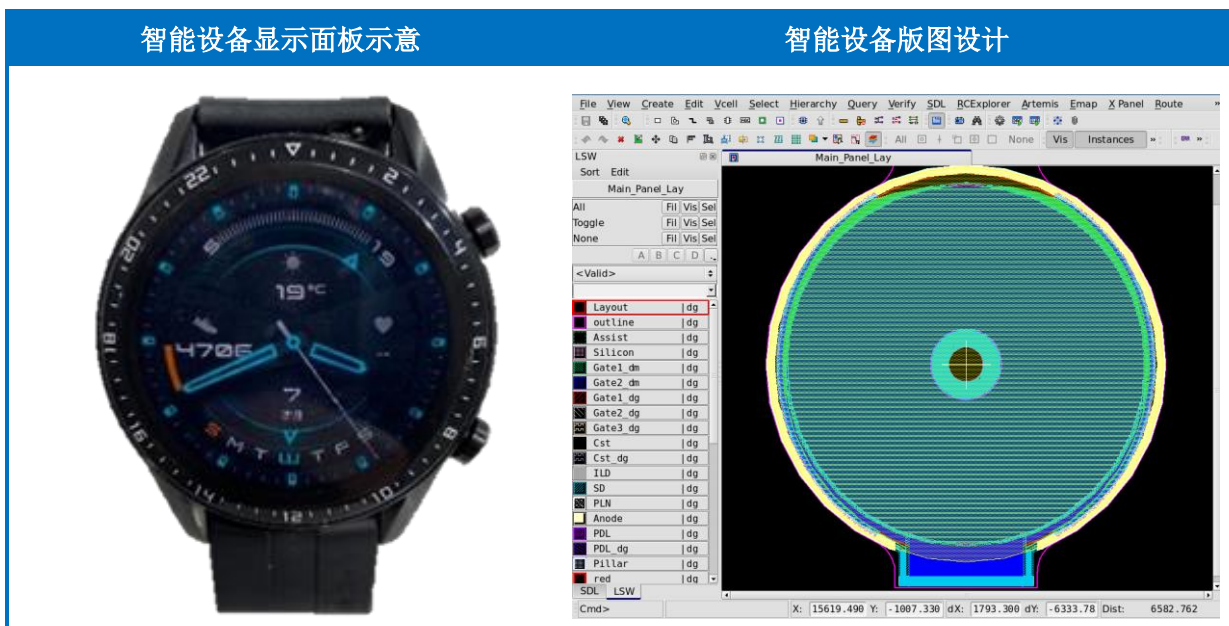 智能设备显示面板示意
智能设备版图设计
22
2
20
4
S
19
19°C
18
6
4706
7
16
8
S M T W T F S
14
10
12
File View Create Edit Vcell Select Hierarchy Query Verify SDL RCExplorer Artemis Emap X Panel Route »
All
None
Vis
Instances
»
»
LSW
Main_Panel_Lay
Sort Edit
Main_Panel_Lay
All Fil Vis Sel
Toggle Fil Vis Sel
None Fil Vis Sel
A B C D
<Valid>
Layout |dg
outline |dg
Assist |dg
Silicon |dg
Gate1_dm |dg
Gate2_dm |dg
Gate1_dg |dg
Gate2_dg |dg
Gate3_dg |dg
Cst |dg
Cst_dg |dg
ILD |dg
SD |dg
PLN |dg
Anode |dg
PDL |dg
PDL_dg |dg
Pillar |dg
red |dg
SDL LSW
Cmd> X: 15619.490 Y: -1007.330 dX: 1793.300 dY: -6333.78 Dist: 6582.762